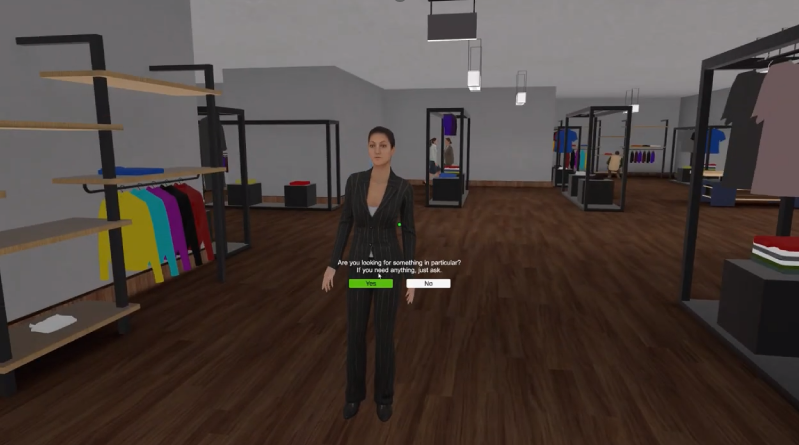 Are you looking for something in particular?
If you need anything, just ask.
Yes
No